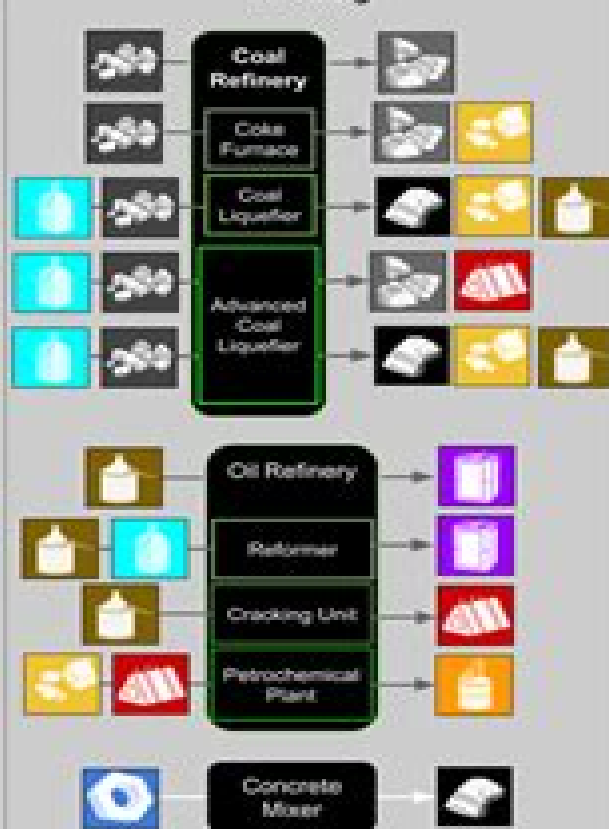 Coal
Refinery
Coke
Furnace
Coal
Liquefier
Advanced
Coal
Liquefier
Oil Refinery
Reformer
Cracking Unit
Petrochemical
Plant
Concrete
Mixer